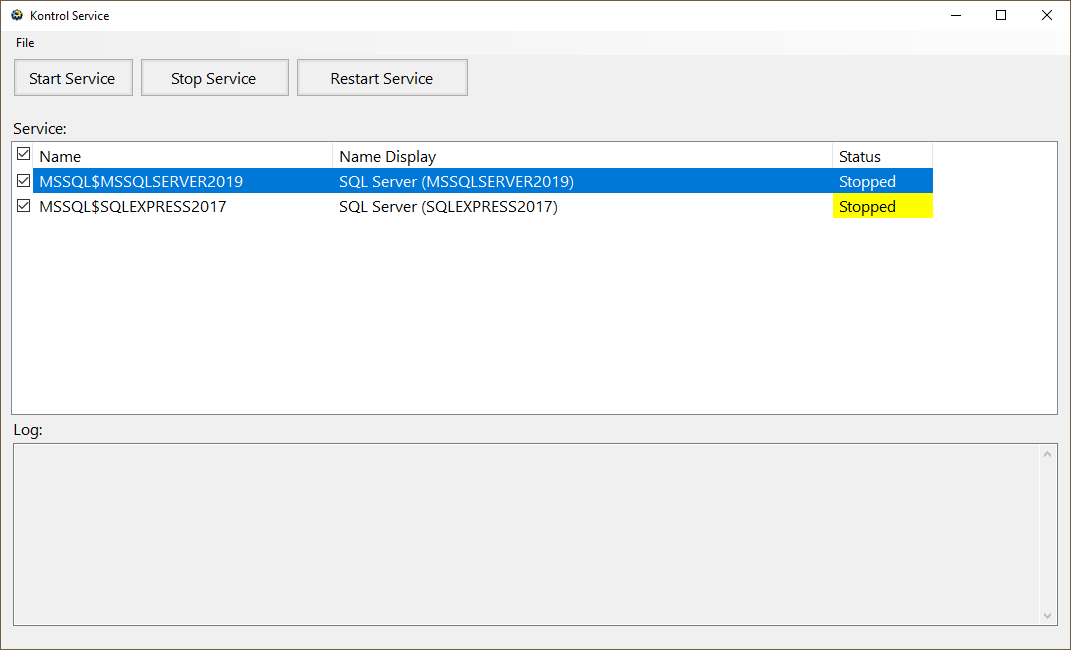 Kontrol Service
File
Start Service Stop Service Restart Service
Service:
Name Name Display Status
MSSQL$MSSQLSERVER2019 SQL Server (MSSQLSERVER2019) Stopped
MSSQL$SQLEXPRESS2017 SQL Server (SQLEXPRESS2017) Stopped
Log: